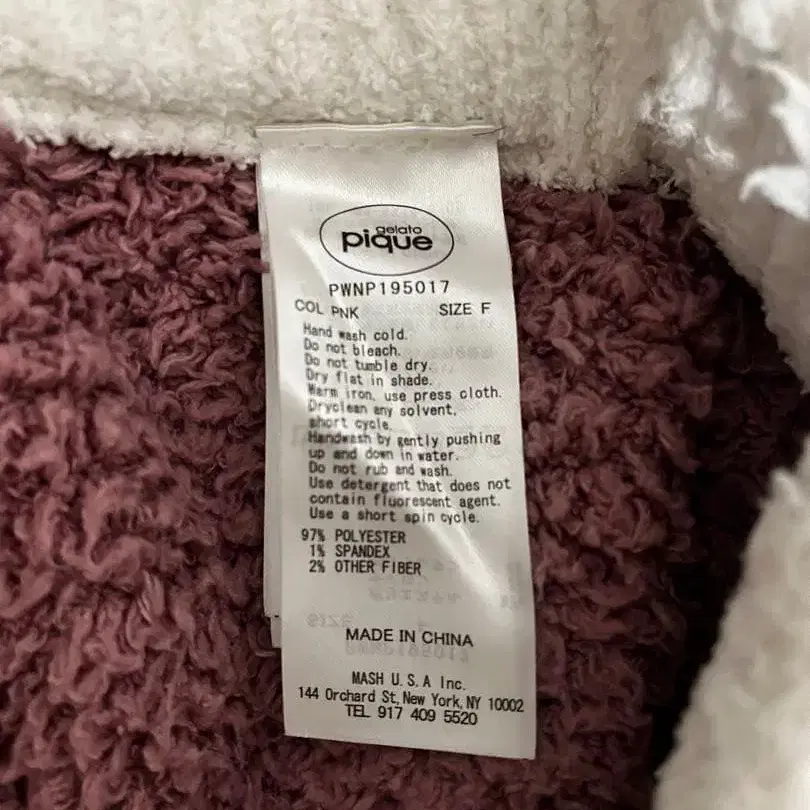 gelato
pique
PWNP195017
COL PNK SIZE F
Hand wash cold.
Do not bleach.
Do not tumble dry.
Dry flat in shade.
Warm iron, use press cloth.
Dryclean any solvent,
short cycle.
Handwash by gently pushing
up and down in water.
Do not rub and wash.
Use detergent that does not
contain fluorescent agent.
Use a short spin cycle.
97% POLYESTER
1% SPANDEX
2% OTHER FIBER
MADE IN CHINA
MASH U.S.A Inc.
144 Orchard St, New York, NY 10002
TEL 917 409 5520